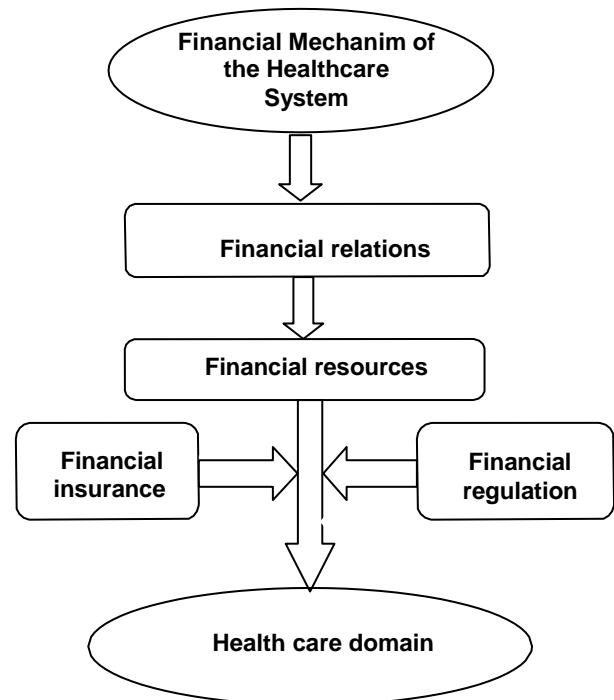 Financial Mechanim of
the Healthcare
System
Financial relations
Financial resources
Financial
insurance
Financial
regulation
Health care domain